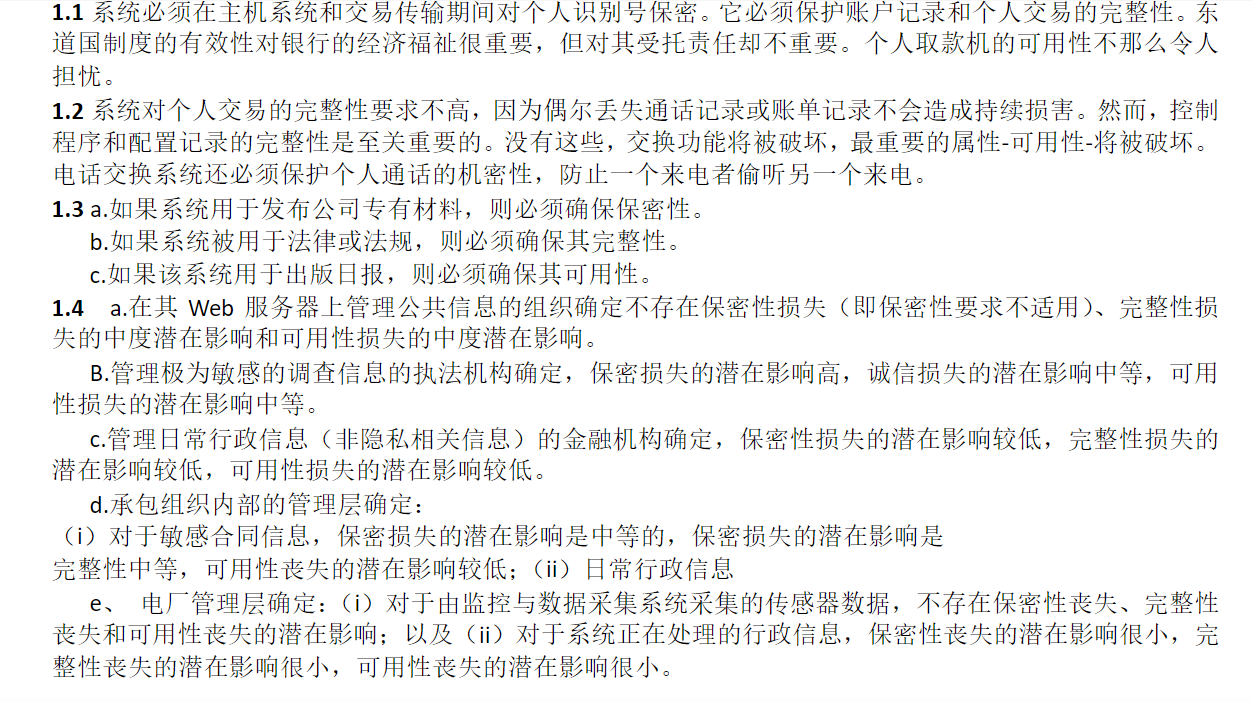 1.1 系统必须在主机系统和交易传输期间对个人识别号保密。它必须保护账户记录和个人交易的完整性。东
道国制度的有效性对银行的经济福祉很重要，但对其受托责任却不重要。个人取款机的可用性不那么令人
担忧。
1.2 系统对个人交易的完整性要求不高，因为偶尔丢失通话记录或账单记录不会造成持续损害。然而，控制
程序和配置记录的完整性是至关重要的。没有这些，交换功能将被破坏，最重要的属性-可用性-将被破坏。
电话交换系统还必须保护个人通话的机密性，防止一个来电者偷听另一个来电。
1.3 a.如果系统用于发布公司专有材料，则必须确保保密性。
b.如果系统被用于法律或法规，则必须确保其完整性。
c.如果该系统用于出版日报，则必须确保其可用性。
1.4 a.在其 Web 服务器上管理公共信息的组织确定不存在保密性损失（即保密性要求不适用）、完整性损
失的中度潜在影响和可用性损失的中度潜在影响。
B.管理极为敏感的调查信息的执法机构确定，保密损失的潜在影响高，诚信损失的潜在影响中等，可用
性损失的潜在影响中等。
c.管理日常行政信息（非隐私相关信息）的金融机构确定，保密性损失的潜在影响较低，完整性损失的
潜在影响较低，可用性损失的潜在影响较低。
d.承包组织内部的管理层确定：
（i）对于敏感合同信息，保密损失的潜在影响是中等的，保密损失的潜在影响是
完整性中等，可用性丧失的潜在影响较低；（ii）日常行政信息
e、 电厂管理层确定：（i）对于由监控与数据采集系统采集的传感器数据，不存在保密性丧失、完整性
丧失和可用性丧失的潜在影响；以及（ii）对于系统正在处理的行政信息，保密性丧失的潜在影响很小，完
整性丧失的潜在影响很小，可用性丧失的潜在影响很小。